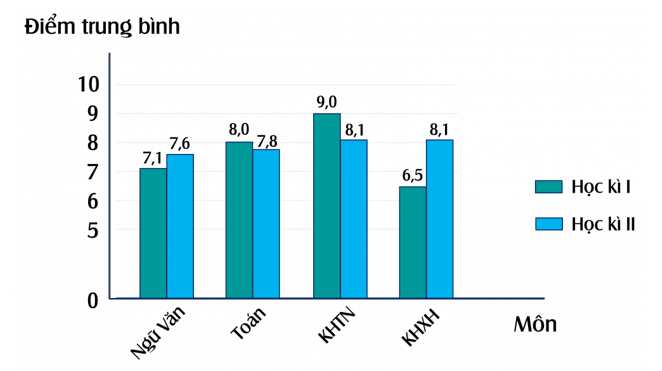 Điểm trung bình
10
9
8
7
6
5
0
7,1
7,6
8,0
7,8
9,0
8,1
6,5
8,1
Ngữ Văn
Toán
KHTN
KHXH
Môn
Học kì I
Học kì II